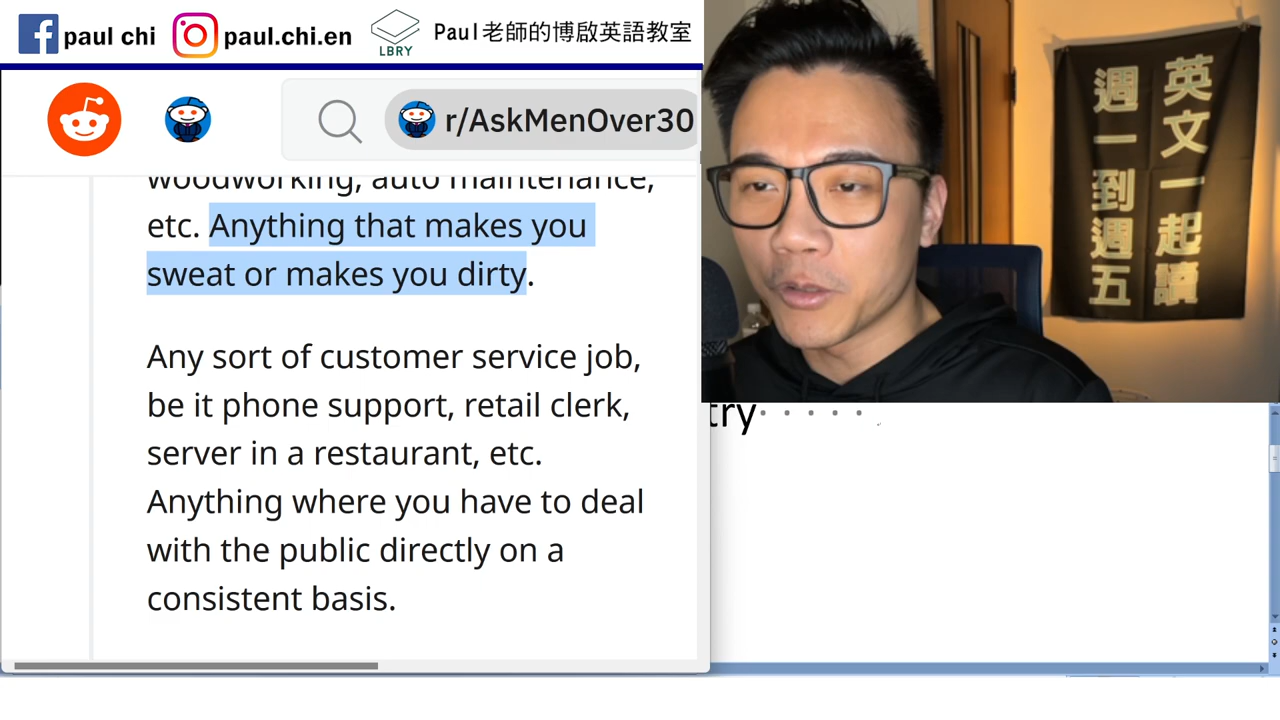 paul chi
paul.chi.en
LBRY
Paul老師的博啟英語教室
r/AskMenOver30
woodworking, auto maintenance,
etc. Anything that makes you
sweat or makes you dirty.
Any sort of customer service job,
be it phone support, retail clerk,
server in a restaurant, etc.
Anything where you have to deal
with the public directly on a
consistent basis.
英文一起讀
週一到週五
try